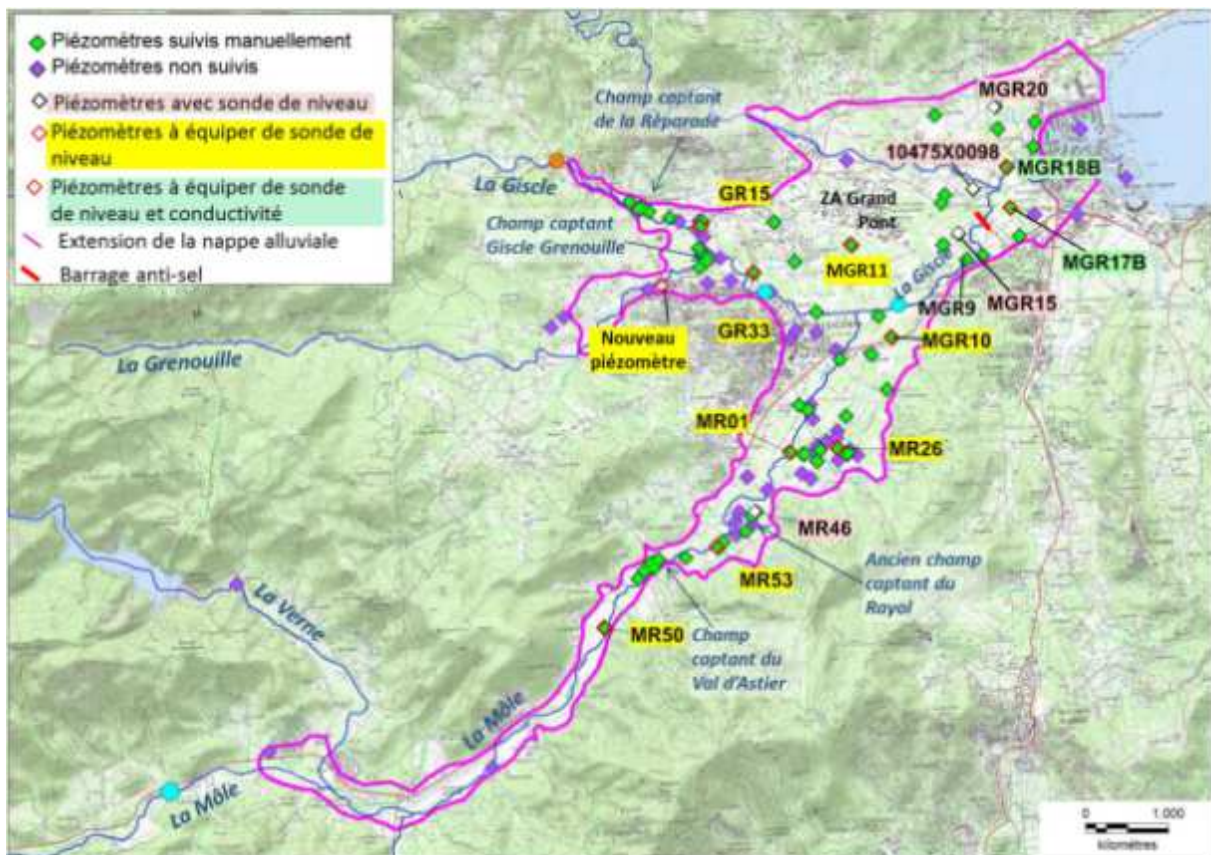 Piézomètres suivis manuellement
Piézomètres non suivis
Piézomètres avec sonde de niveau
Piézomètres à équiper de sonde de
niveau
Piézomètres à équiper de sonde
de niveau et conductivité
Extension de la nappe alluviale
Barrage anti-sel
Champ captant
de la Réparade
MGR20
10475X0098
MGR18B
La Giscle
GR15
ZA Grand
Pont
Champ captant
Giscle Grenouille
MGR11
La Giscle
MGR17B
MGR9
MGR15
Nouveau
piézomètre
GR33
MGR10
La Grenouille
MR01
MR26
MR46
Ancien champ
captant du
Rayol
MR53
La Verne
MR50
Champ
captant du
Val d'Astier
La Môle
La Môle
0 1.000
kilomètres